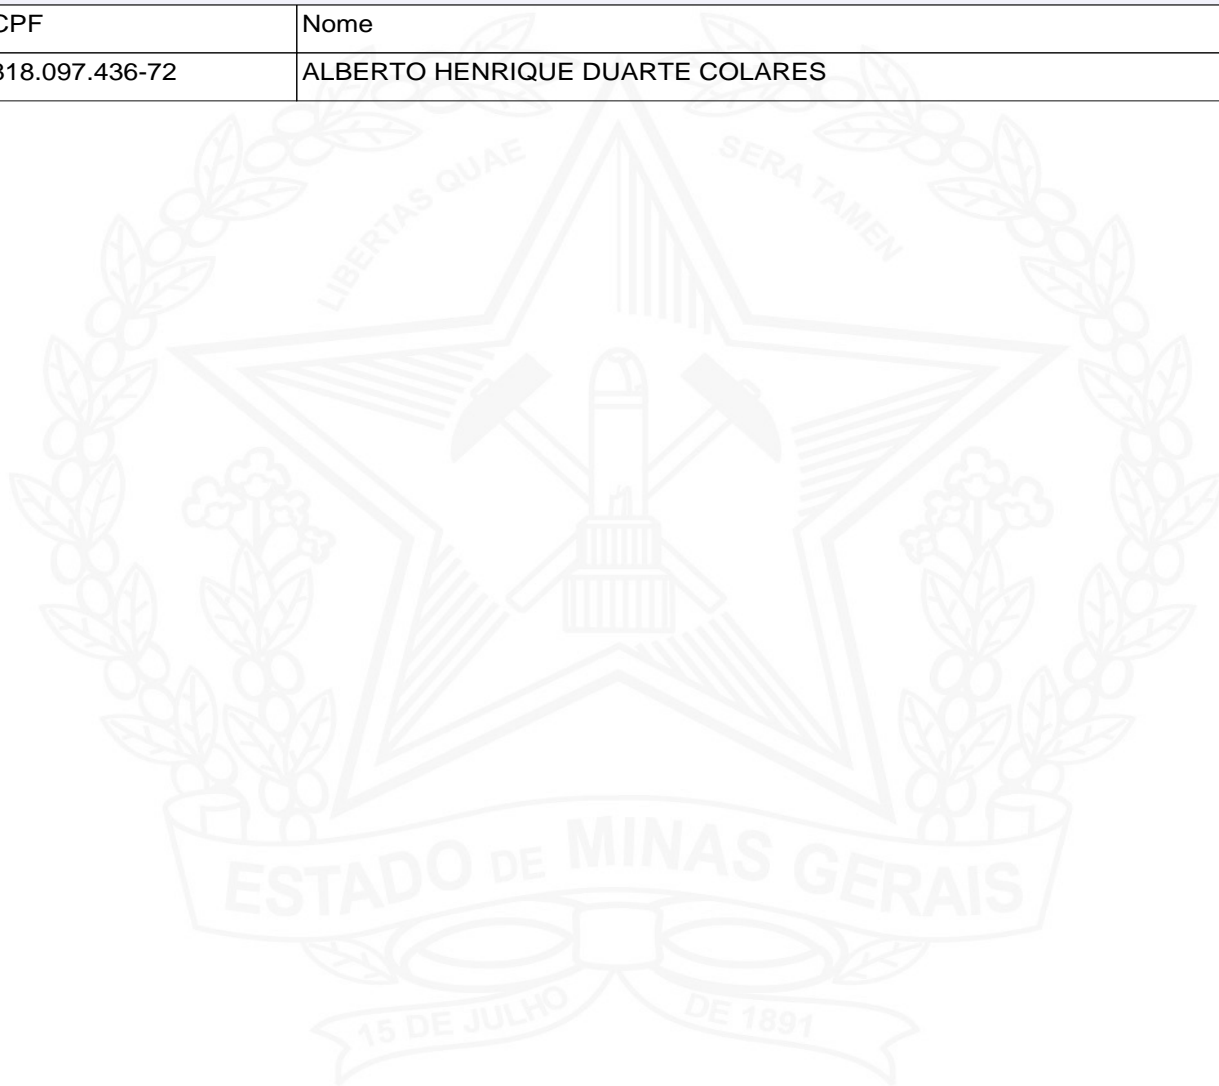 CPF Nome
318.097.436-72 ALBERTO HENRIQUE DUARTE COLARES
LIBERTAS QUAE SERA TAMEN
ESTADO DE MINAS GERAIS
15 DE JULHO DE 1891